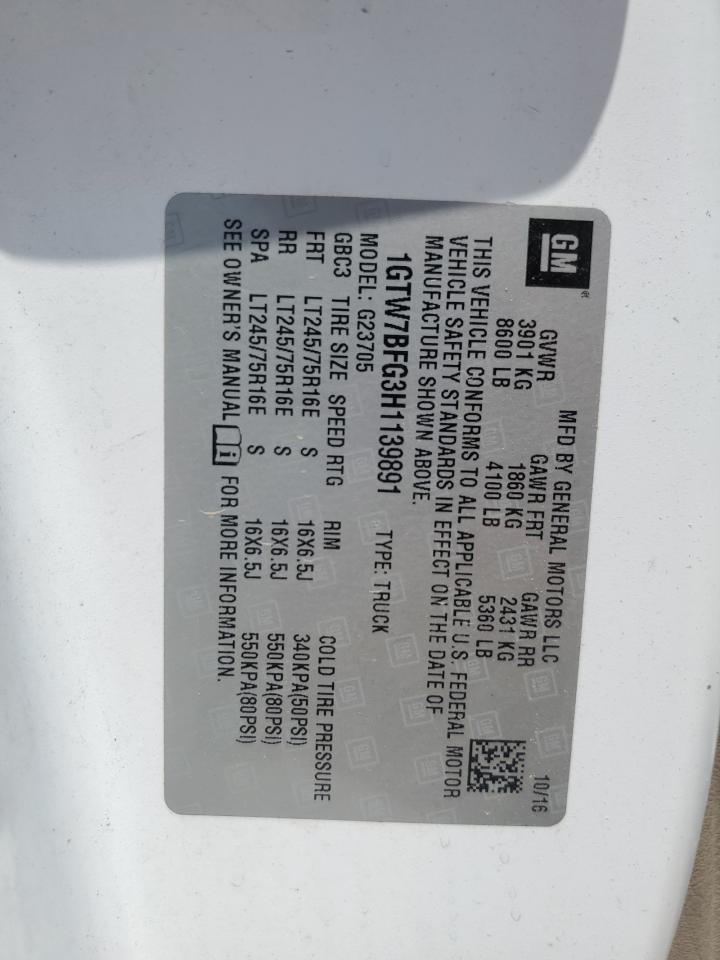 GM
MFD BY GENERAL MOTORS LLC 10/16
GVWR GAWR FRT GAWR RR
3901 KG 1860 KG 2431 KG
8600 LB 4100 LB 5360 LB
THIS VEHICLE CONFORMS TO ALL APPLICABLE U.S. FEDERAL MOTOR
VEHICLE SAFETY STANDARDS IN EFFECT ON THE DATE OF
MANUFACTURE SHOWN ABOVE.
1GTW7BFG3H1139891 TYPE: TRUCK
MODEL: G23705
GBC3 TIRE SIZE SPEED RTG RIM COLD TIRE PRESSURE
FRT LT245/75R16E S 16X6.5J 340KPA(50PSI)
RR LT245/75R16E S 16X6.5J 550KPA(80PSI)
SPA LT245/75R16E S 16X6.5J 550KPA(80PSI)
SEE OWNER'S MANUAL FOR MORE INFORMATION.